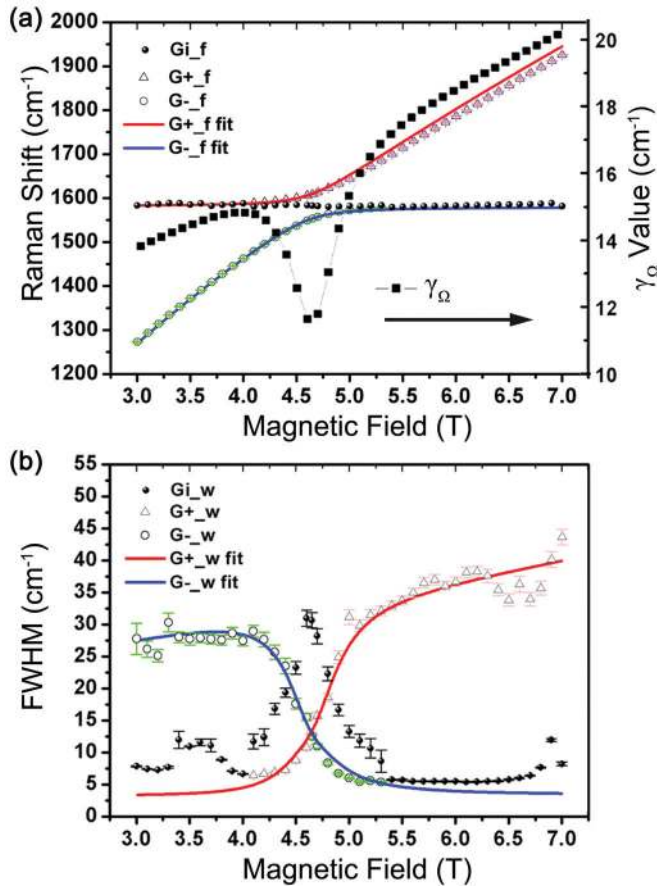 (a)
2000
1900
1800
1700
1600
1500
1400
1300
1200
Raman Shift (cm⁻¹)
Gi_f
G+_f
G-_f
G+_f fit
G-_f fit
γΩ
20
18
16
14
12
10
γΩ Value (cm⁻¹)
3.0 3.5 4.0 4.5 5.0 5.5 6.0 6.5 7.0
Magnetic Field (T)
(b)
55
50
45
40
35
30
25
20
15
10
5
0
FWHM (cm⁻¹)
Gi_w
G+_w
G-_w
G+_w fit
G-_w fit
3.0 3.5 4.0 4.5 5.0 5.5 6.0 6.5 7.0
Magnetic Field (T)